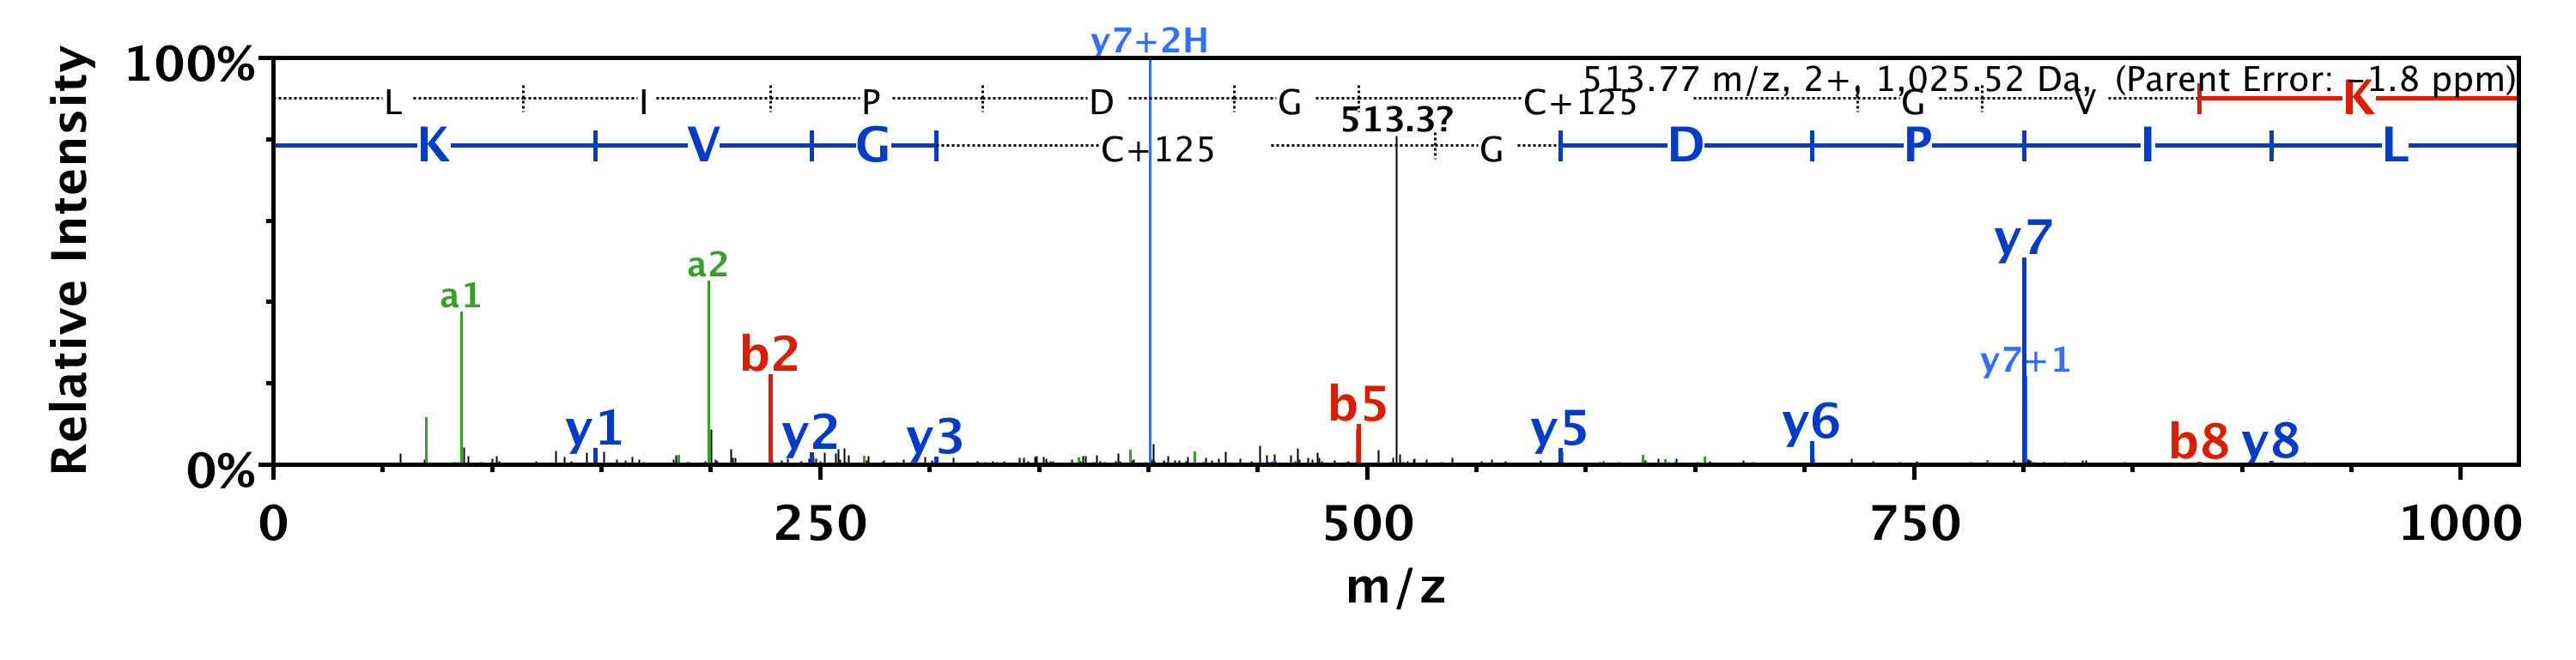 y7+2H
100%
513.77 m/z, 2+, 1,025.52 Da, (Parent Error: −1.8 ppm)
L I P D G C+125 G V K
513.3?
K V G C+125 G D P I L
Relative Intensity
y7
a2
a1
b2
y7+1
b5
y1 y2 y3 y5 y6 b8 y8
0%
0 250 500 750 1000
m/z